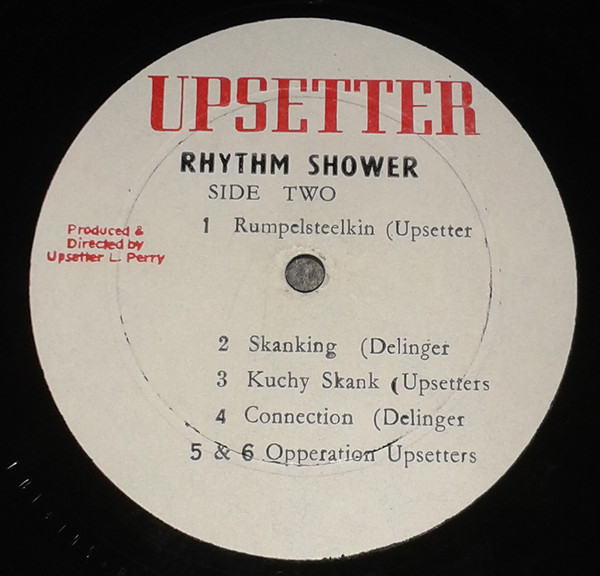 UPSETTER
RHYTHM SHOWER
SIDE TWO
1 Rumpelsteelkin (Upsetter
Produced &
Directed by
Upsetter L. Perry
2 Skanking (Delinger
3 Kuchy Skank (Upsetters
4 Connection (Delinger
5 & 6 Opperation Upsetters